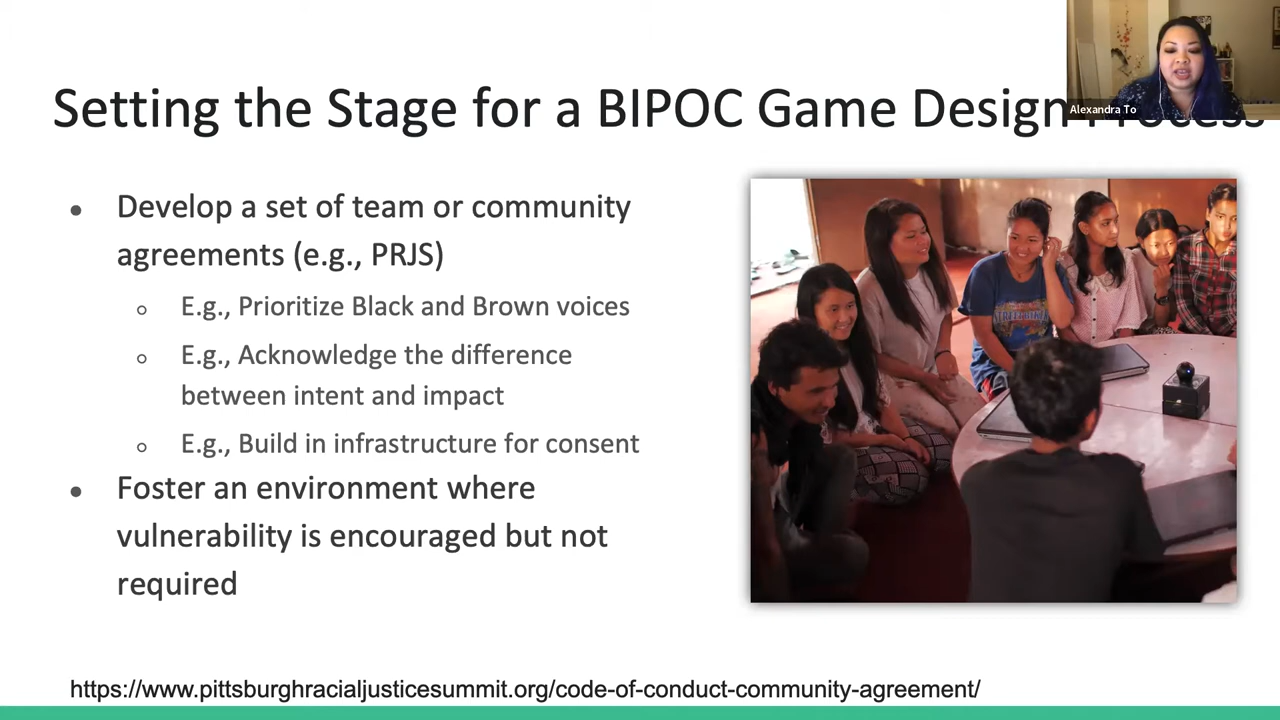 Setting the Stage for a BIPOC Game Design Process
Alexandra To
• Develop a set of team or community
agreements (e.g., PRJS)
○ E.g., Prioritize Black and Brown voices
○ E.g., Acknowledge the difference
between intent and impact
○ E.g., Build in infrastructure for consent
• Foster an environment where
vulnerability is encouraged but not
required
https://www.pittsburghracialjusticesummit.org/code-of-conduct-community-agreement/